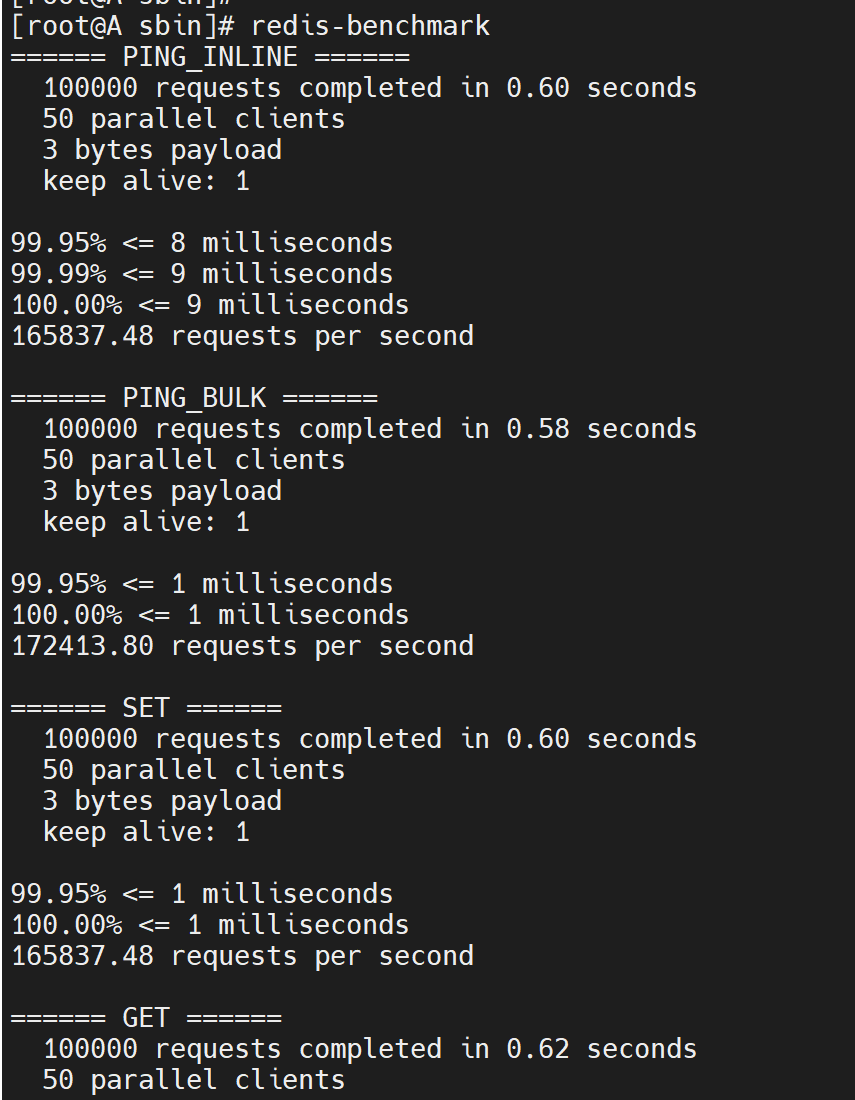 [root@A sbin]#
[root@A sbin]# redis-benchmark
====== PING_INLINE ======
  100000 requests completed in 0.60 seconds
  50 parallel clients
  3 bytes payload
  keep alive: 1

99.95% <= 8 milliseconds
99.99% <= 9 milliseconds
100.00% <= 9 milliseconds
165837.48 requests per second

====== PING_BULK ======
  100000 requests completed in 0.58 seconds
  50 parallel clients
  3 bytes payload
  keep alive: 1

99.95% <= 1 milliseconds
100.00% <= 1 milliseconds
172413.80 requests per second

====== SET ======
  100000 requests completed in 0.60 seconds
  50 parallel clients
  3 bytes payload
  keep alive: 1

99.95% <= 1 milliseconds
100.00% <= 1 milliseconds
165837.48 requests per second

====== GET ======
  100000 requests completed in 0.62 seconds
  50 parallel clients